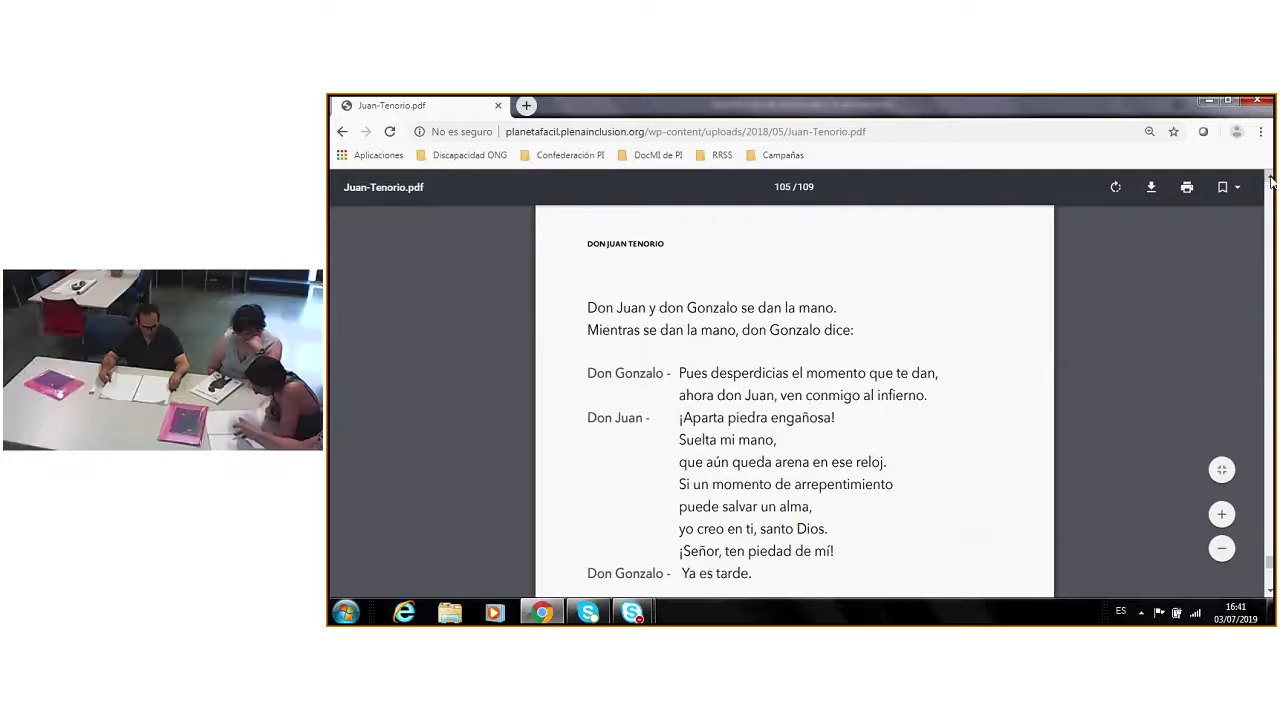 Juan-Tenorio.pdf
No es seguro planetafacil.plenainclusion.org/wp-content/uploads/2018/05/Juan-Tenorio.pdf
Aplicaciones Discapacidad ONG Confederación PI DocMI de PI RRSS Campañas
Juan-Tenorio.pdf 105 / 109
DON JUAN TENORIO
Don Juan y don Gonzalo se dan la mano.
Mientras se dan la mano, don Gonzalo dice:
Don Gonzalo - Pues desperdicias el momento que te dan,
ahora don Juan, ven conmigo al infierno.
Don Juan - ¡Aparta piedra engañosa!
Suelta mi mano,
que aún queda arena en ese reloj.
Si un momento de arrepentimiento
puede salvar un alma,
yo creo en ti, santo Dios.
¡Señor, ten piedad de mí!
Don Gonzalo - Ya es tarde.
ES 16:41
03/07/2019